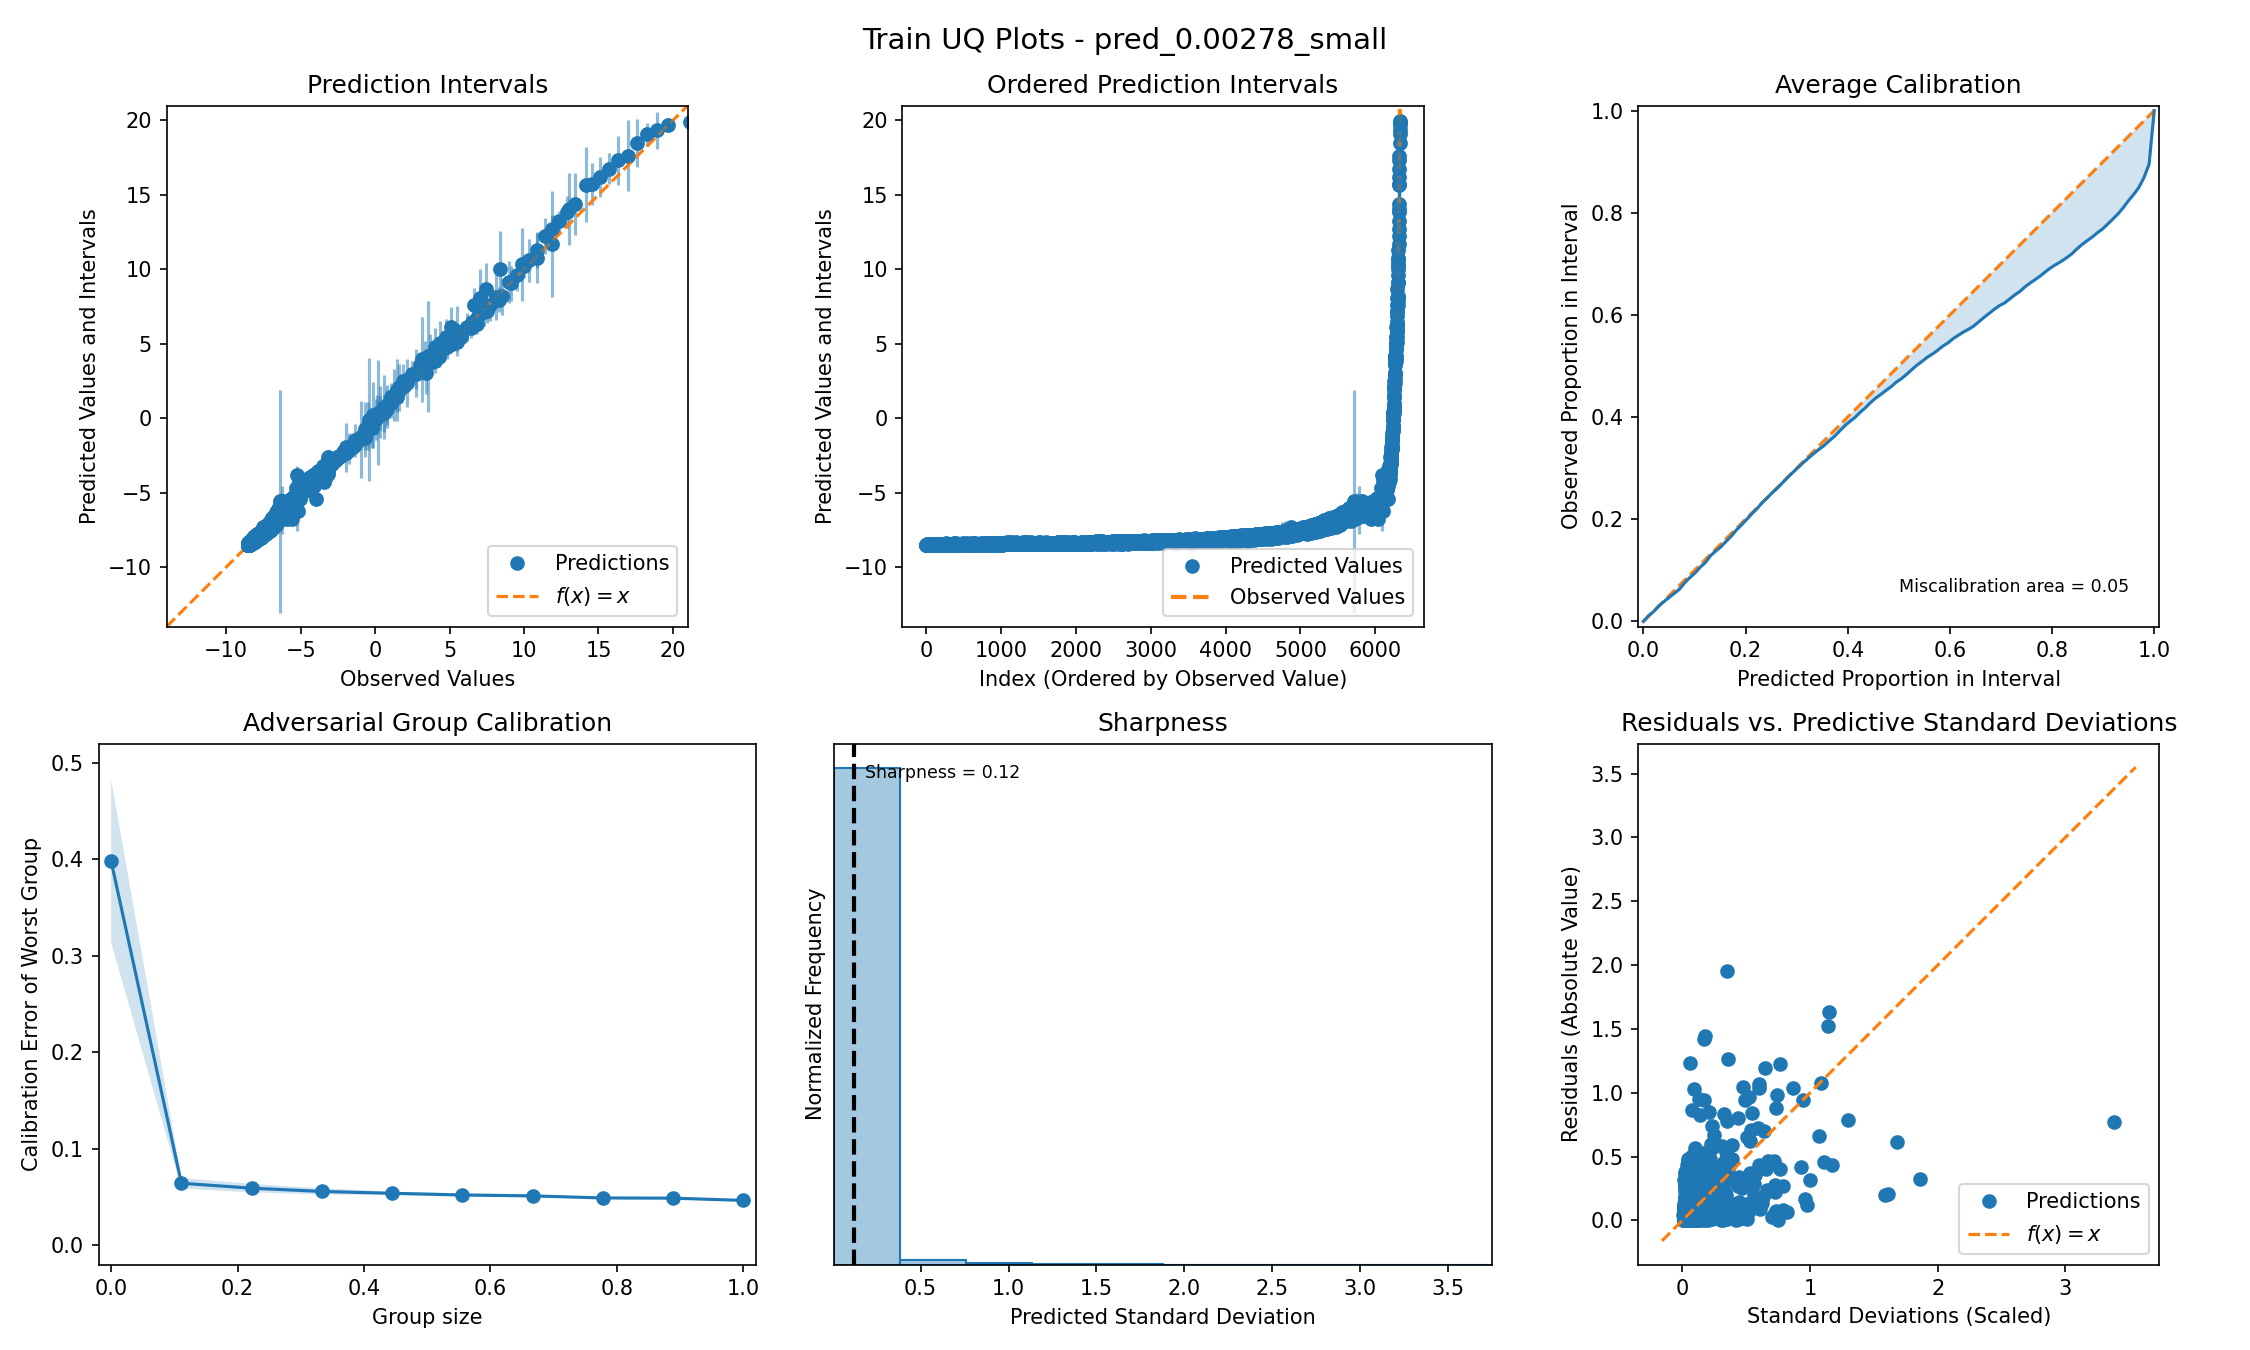 Train UQ Plots - pred_0.00278_small
Prediction Intervals
20
15
10
5
0
−5
−10
Predicted Values and Intervals
Predictions
f(x) = x
−10 −5 0 5 10 15 20
Observed Values
Ordered Prediction Intervals
20
15
10
5
0
−5
−10
Predicted Values and Intervals
Predicted Values
Observed Values
0 1000 2000 3000 4000 5000 6000
Index (Ordered by Observed Value)
Average Calibration
1.0
0.8
0.6
0.4
0.2
0.0
Observed Proportion in Interval
Miscalibration area = 0.05
0.0 0.2 0.4 0.6 0.8 1.0
Predicted Proportion in Interval
Adversarial Group Calibration
0.5
0.4
0.3
0.2
0.1
0.0
Calibration Error of Worst Group
0.0 0.2 0.4 0.6 0.8 1.0
Group size
Sharpness
Sharpness = 0.12
Normalized Frequency
0.5 1.0 1.5 2.0 2.5 3.0 3.5
Predicted Standard Deviation
Residuals vs. Predictive Standard Deviations
3.5
3.0
2.5
2.0
1.5
1.0
0.5
0.0
Residuals (Absolute Value)
Predictions
f(x) = x
0 1 2 3
Standard Deviations (Scaled)